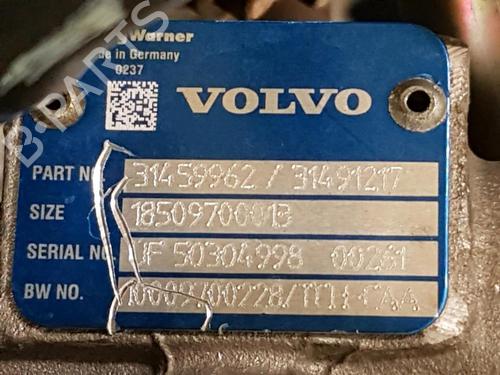 Warner
de in Germany
0237
VOLVO
PART NO. 31459962 / 31491217
SIZE 18509700013
SERIAL NO. UF 50304998 00261
BW NO.
B-PARTS